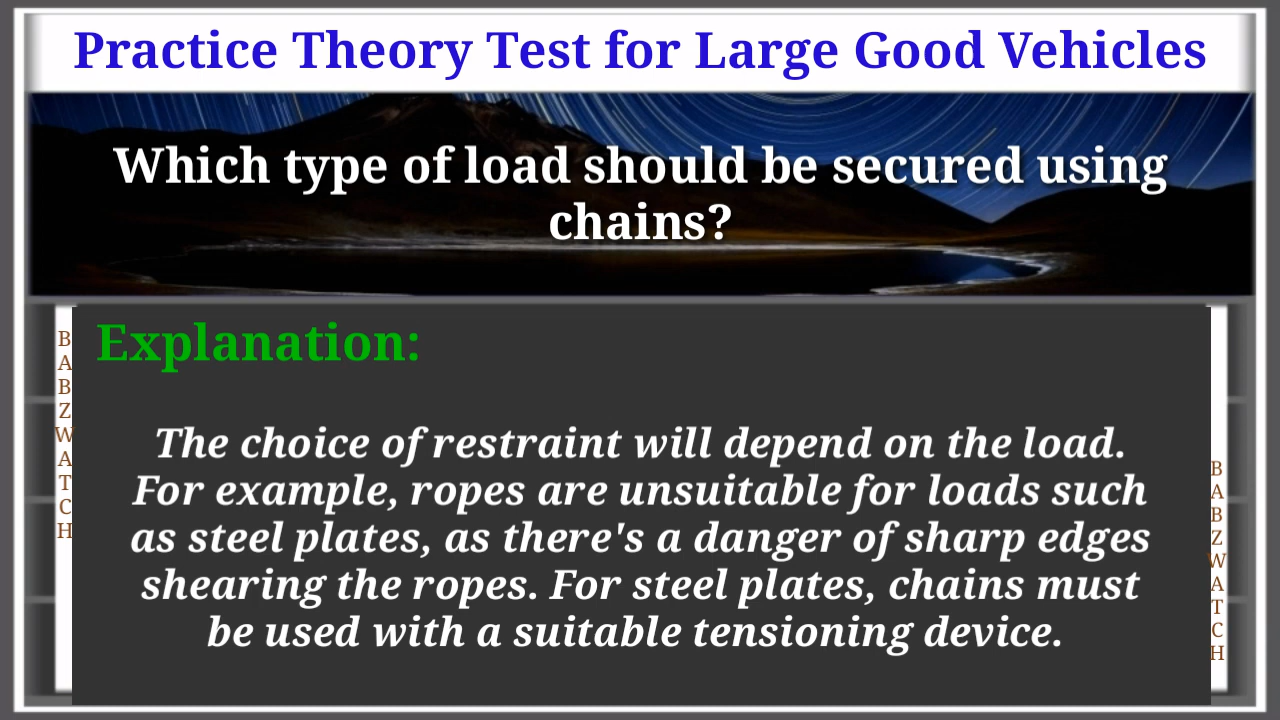 Practice Theory Test for Large Good Vehicles
Which type of load should be secured using
chains?
Explanation:
The choice of restraint will depend on the load.
For example, ropes are unsuitable for loads such
as steel plates, as there's a danger of sharp edges
shearing the ropes. For steel plates, chains must
be used with a suitable tensioning device.
BABZWATCH
BABZWATCH